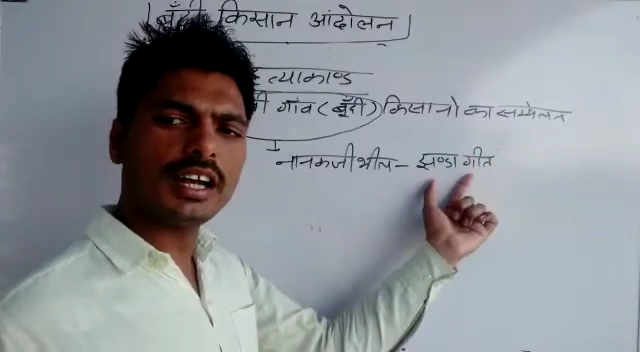 बूँदी किसान आंदोलन
त्याकाण्ड
गांव (बूँदी) किसानो का सम्मेलन
नानकजी भील – झण्डा गीत